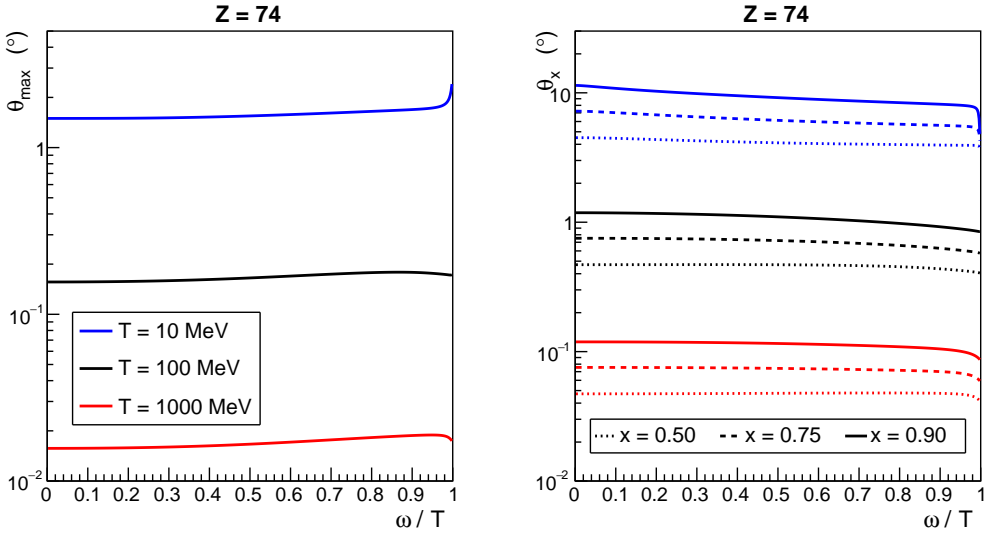 Z = 74
θmax (°)
1
10−1
10−2
T = 10 MeV
T = 100 MeV
T = 1000 MeV
0 0.1 0.2 0.3 0.4 0.5 0.6 0.7 0.8 0.9 1
ω / T
Z = 74
θx (°)
10
1
10−1
10−2
x = 0.50 x = 0.75 x = 0.90
0 0.1 0.2 0.3 0.4 0.5 0.6 0.7 0.8 0.9 1
ω / T